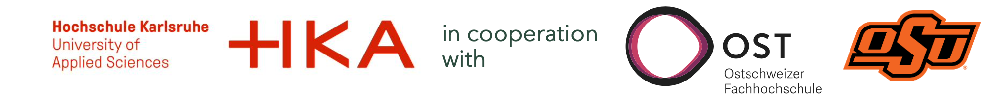 Hochschule Karlsruhe
University of
Applied Sciences
HKA
in cooperation
with
OST
Ostschweizer
Fachhochschule
OSU
®